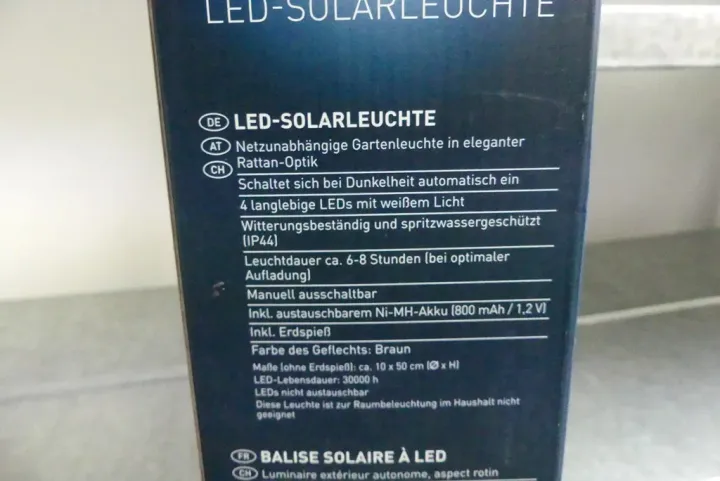 LED-SOLARLEUCHTE
DE LED-SOLARLEUCHTE
AT Netzunabhängige Gartenleuchte in eleganter
CH Rattan-Optik
Schaltet sich bei Dunkelheit automatisch ein
4 langlebige LEDs mit weißem Licht
Witterungsbeständig und spritzwassergeschützt
(IP44)
Leuchtdauer ca. 6-8 Stunden (bei optimaler
Aufladung)
Manuell ausschaltbar
Inkl. austauschbarem Ni-MH-Akku (800 mAh / 1,2 V)
Inkl. Erdspieß
Farbe des Geflechts: Braun
Maße (ohne Erdspieß): ca. 10 x 50 cm (Ø x H)
LED-Lebensdauer: 30000 h
LEDs nicht austauschbar
Diese Leuchte ist zur Raumbeleuchtung im Haushalt nicht
geeignet
FR BALISE SOLAIRE À LED
CH Luminaire extérieur autonome, aspect rotin